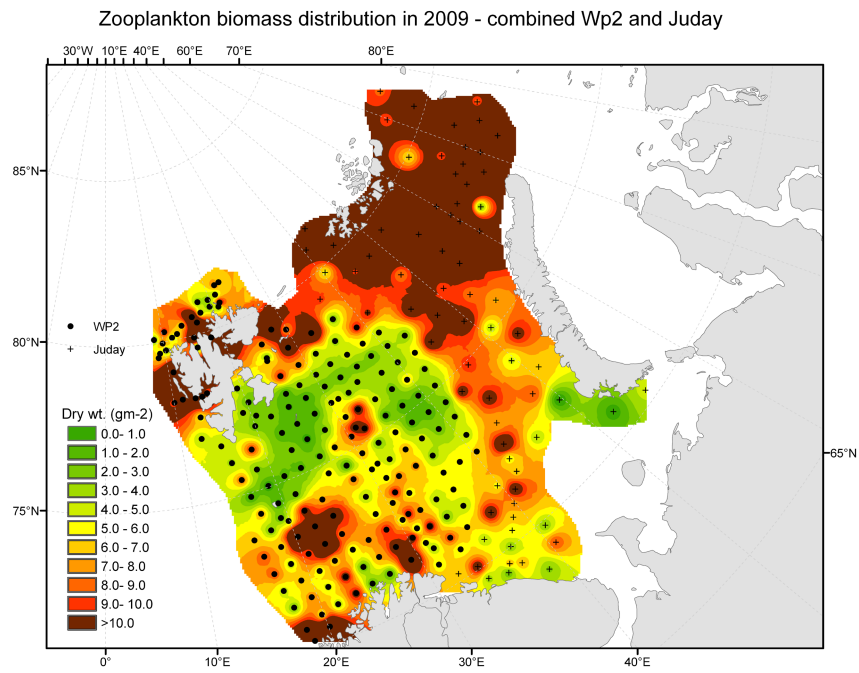 Zooplankton biomass distribution in 2009 - combined Wp2 and Juday
30°W 10°E 40°E 60°E 70°E 80°E
85°N
80°N
75°N
65°N
WP2
Juday
Dry wt. (gm-2)
0.0- 1.0
1.0 - 2.0
2.0 - 3.0
3.0 - 4.0
4.0 - 5.0
5.0 - 6.0
6.0 - 7.0
7.0- 8.0
8.0- 9.0
9.0- 10.0
>10.0
0° 10°E 20°E 30°E 40°E